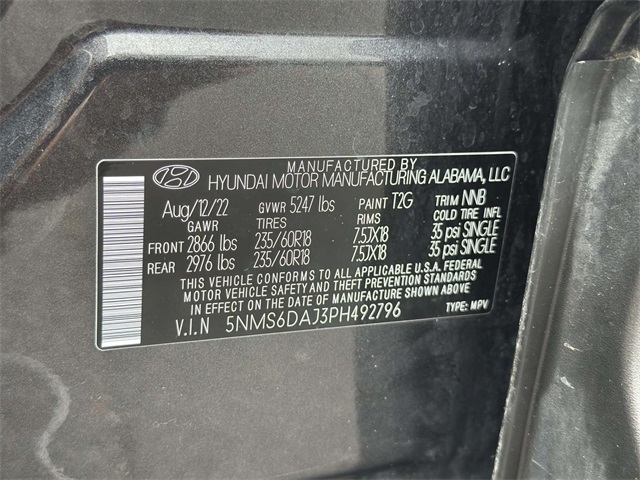 MANUFACTURED BY
HYUNDAI MOTOR MANUFACTURING ALABAMA, LLC
Aug/12/22 GVWR 5247 lbs PAINT T2G TRIM NNB
GAWR TIRES RIMS COLD TIRE INFL
FRONT 2866 lbs 235/60R18 7.5JX18 35 psi SINGLE
REAR 2976 lbs 235/60R18 7.5JX18 35 psi SINGLE
THIS VEHICLE CONFORMS TO ALL APPLICABLE U.S.A. FEDERAL
MOTOR VEHICLE SAFETY AND THEFT PREVENTION STANDARDS
IN EFFECT ON THE DATE OF MANUFACTURE SHOWN ABOVE
V.I.N 5NMS6DAJ3PH492796 TYPE: MPV